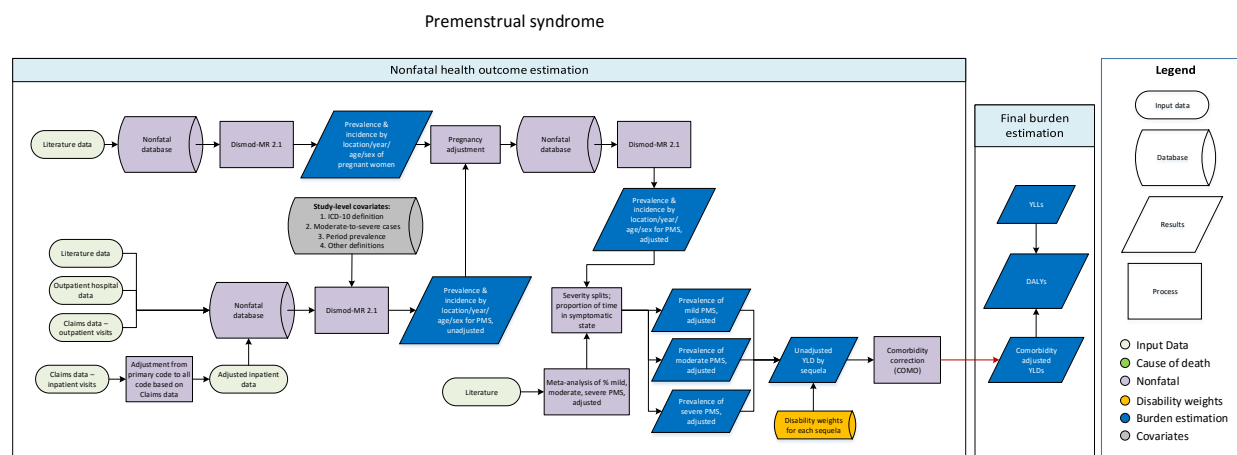 Premenstrual syndrome
Nonfatal health outcome estimation
Literature data
Nonfatal
database
Dismod-MR 2.1
Prevalence &
incidence by
location/year/
age/sex of
pregnant women
Pregnancy
adjustment
Nonfatal
database
Dismod-MR 2.1
Study-level covariates:
1. ICD-10 definition
2. Moderate-to-severe cases
3. Period prevalence
4. Other definitions
Prevalence &
incidence by
location/year/
age/sex for PMS,
adjusted
Literature data
Outpatient hospital
data
Claims data –
outpatient visits
Nonfatal
database
Dismod-MR 2.1
Prevalence &
incidence by
location/year/
age/sex for PMS,
unadjusted
Claims data –
inpatient visits
Adjustment from
primary code to all
code based on
Claims data
Adjusted inpatient
data
Severity splits;
proportion of time
in symptomatic
state
Literature
Meta-analysis of % mild,
moderate, severe PMS,
adjusted
Prevalence of
mild PMS,
adjusted
Prevalence of
moderate PMS,
adjusted
Prevalence of
severe PMS,
adjusted
Unadjusted
YLD by
sequela
Disability weights
for each sequela
Comorbidity
correction
(COMO)
Final burden
estimation
YLLs
DALYs
Comorbidity
adjusted
YLDs
Legend
Input data
Database
Results
Process
Input Data
Cause of death
Nonfatal
Disability weights
Burden estimation
Covariates